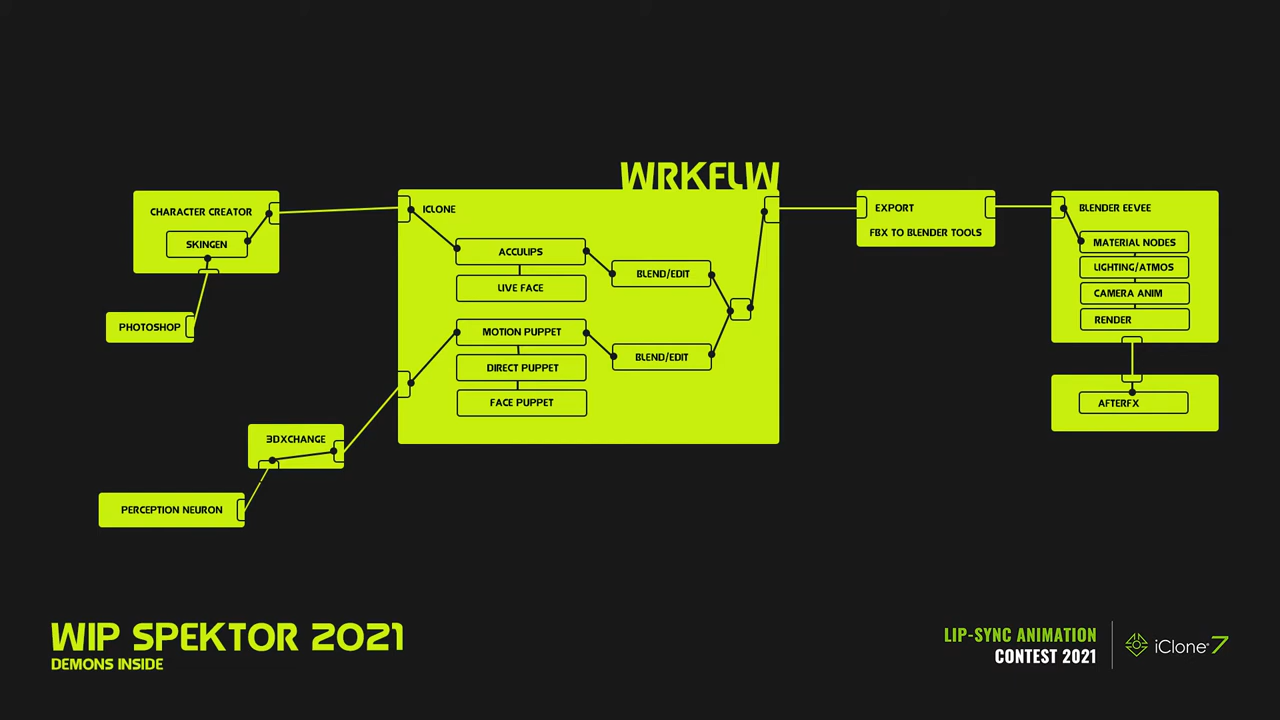 WRKFLW
CHARACTER CREATOR
SKINGEN
PHOTOSHOP
3DXCHANGE
PERCEPTION NEURON
ICLONE
ACCULIPS
LIVE FACE
MOTION PUPPET
DIRECT PUPPET
FACE PUPPET
BLEND/EDIT
BLEND/EDIT
EXPORT
FBX TO BLENDER TOOLS
BLENDER EEVEE
MATERIAL NODES
LIGHTING/ATMOS
CAMERA ANIM
RENDER
AFTERFX
WIP SPEKTOR 2021
DEMONS INSIDE
LIP-SYNC ANIMATION
CONTEST 2021
iClone® 7